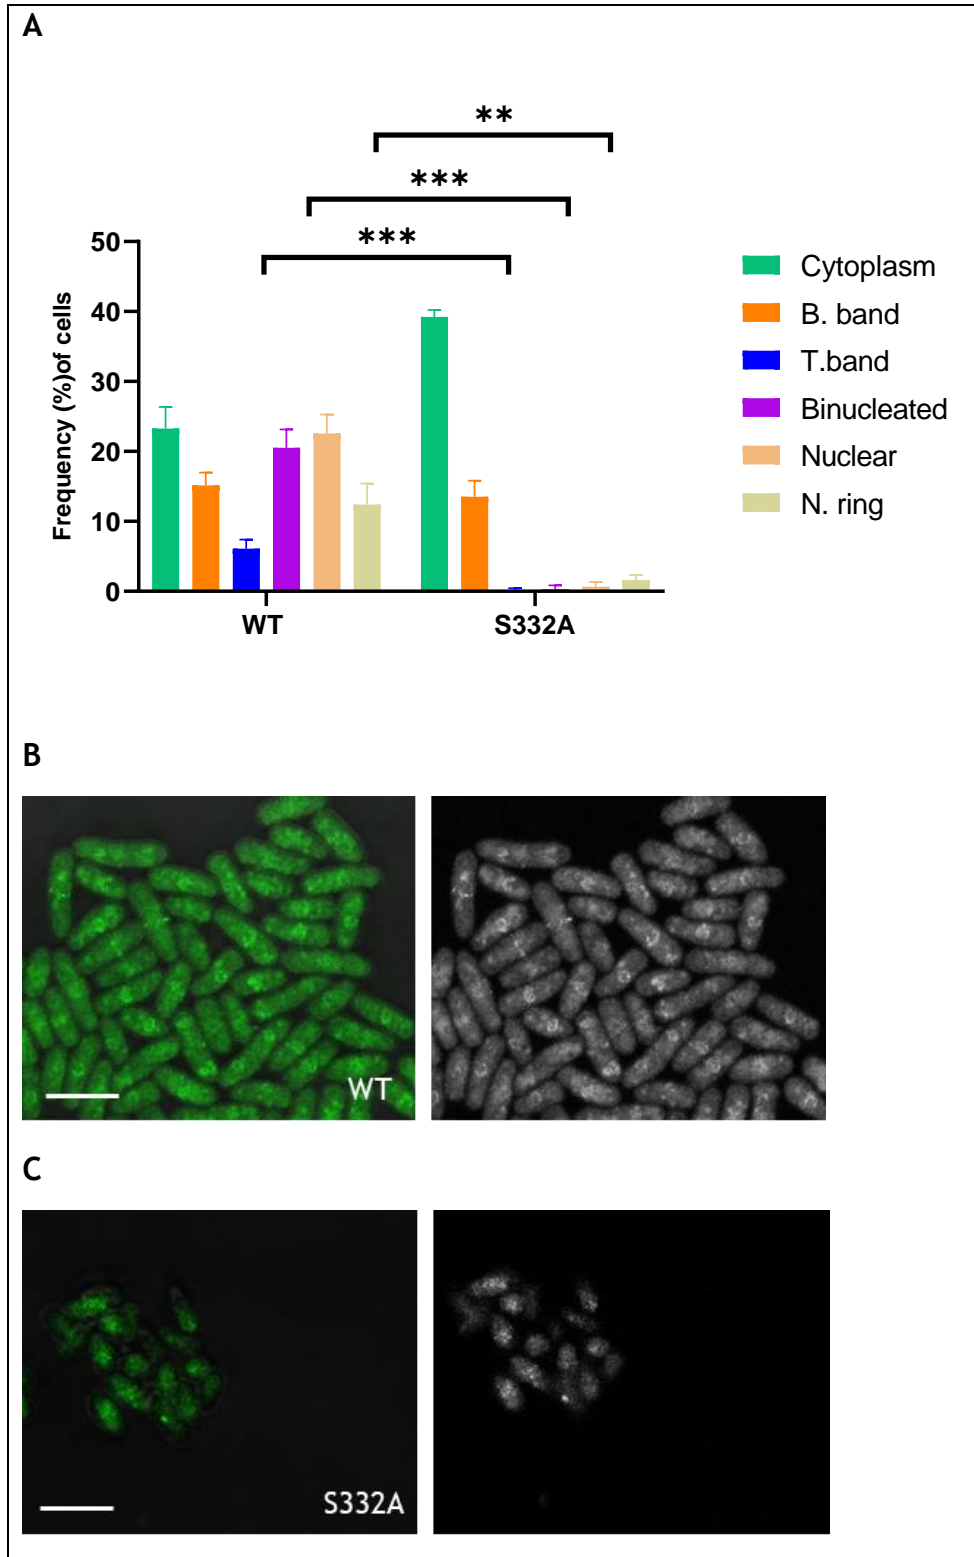 A
**
***
***
50
40
30
20
10
0
Frequency (%)of cells
WT
S332A
Cytoplasm
B. band
T.band
Binucleated
Nuclear
N. ring
B
WT
C
S332A